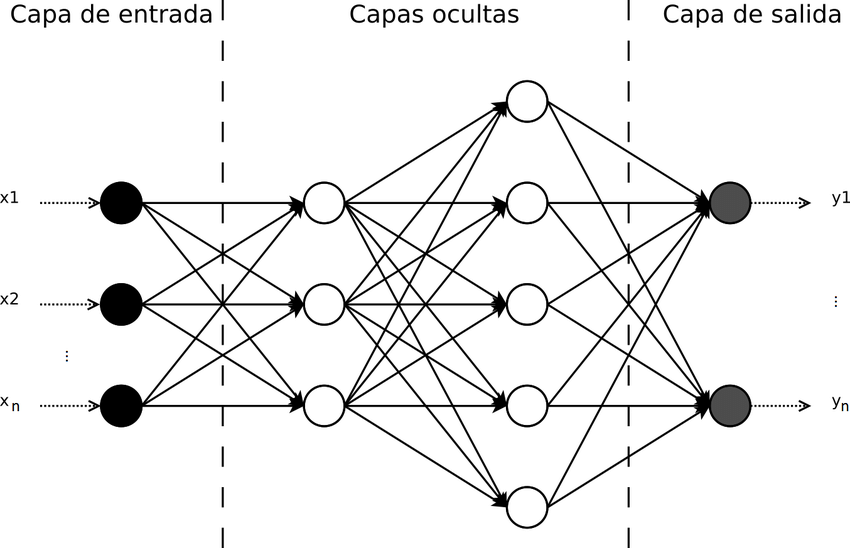 Capa de entrada
Capas ocultas
Capa de salida
x1
y1
x2
⋮
⋮
xn
yn